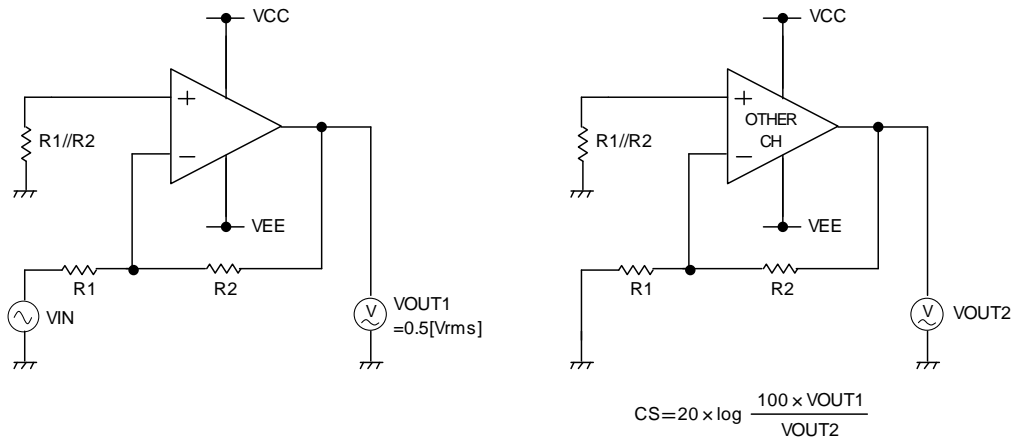 VCC
+
R1//R2
−
VEE
R1
R2
VIN
V
VOUT1
=0.5[Vrms]
VCC
+
OTHER
CH
R1//R2
−
VEE
R1
R2
V
VOUT2
CS=20×log 100×VOUT1
VOUT2